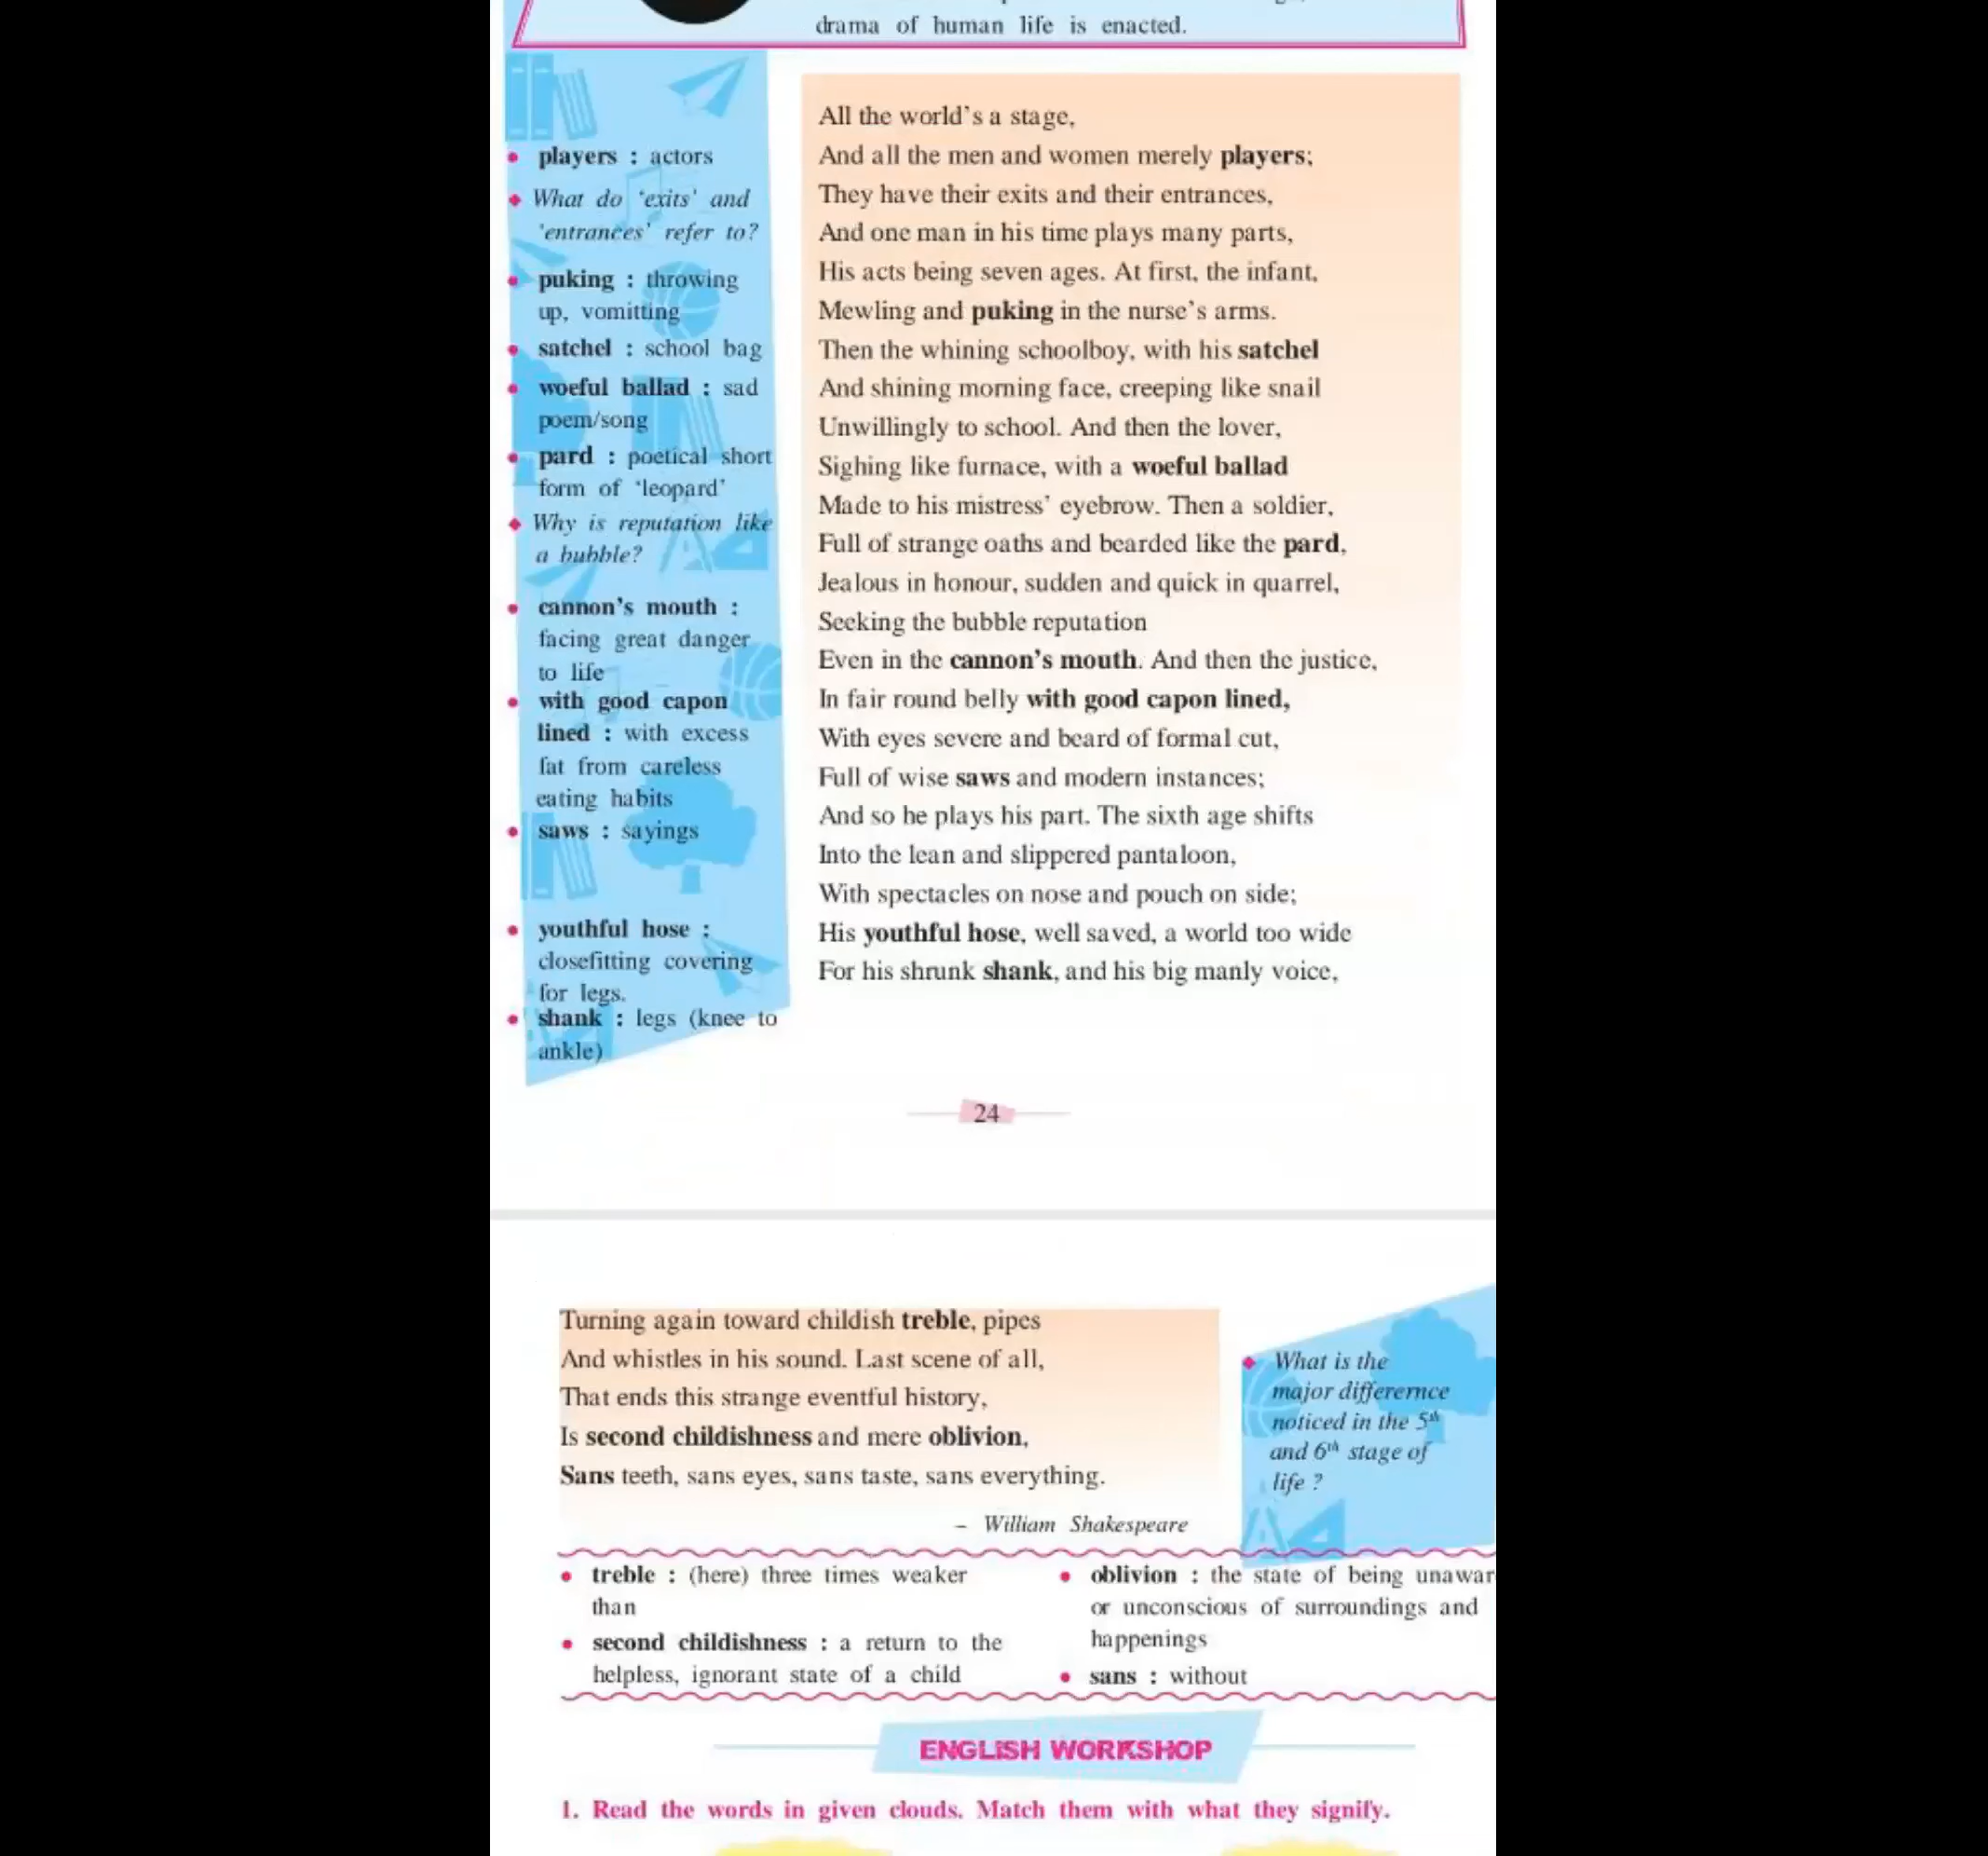 drama of human life is enacted.
• players : actors
◆ What do 'exits' and
'entrances' refer to?
• puking : throwing
up, vomitting
• satchel : school bag
• woeful ballad : sad
poem/song
• pard : poetical short
form of 'leopard'
◆ Why is reputation like
a bubble?
• cannon's mouth :
facing great danger
to life
• with good capon
lined : with excess
fat from careless
eating habits
• saws : sayings
• youthful hose :
closefitting covering
for legs.
• shank : legs (knee to
ankle)
All the world's a stage,
And all the men and women merely players;
They have their exits and their entrances,
And one man in his time plays many parts,
His acts being seven ages. At first, the infant,
Mewling and puking in the nurse's arms.
Then the whining schoolboy, with his satchel
And shining morning face, creeping like snail
Unwillingly to school. And then the lover,
Sighing like furnace, with a woeful ballad
Made to his mistress' eyebrow. Then a soldier,
Full of strange oaths and bearded like the pard,
Jealous in honour, sudden and quick in quarrel,
Seeking the bubble reputation
Even in the cannon's mouth. And then the justice,
In fair round belly with good capon lined,
With eyes severe and beard of formal cut,
Full of wise saws and modern instances;
And so he plays his part. The sixth age shifts
Into the lean and slippered pantaloon,
With spectacles on nose and pouch on side;
His youthful hose, well saved, a world too wide
For his shrunk shank, and his big manly voice,
24
Turning again toward childish treble, pipes
And whistles in his sound. Last scene of all,
That ends this strange eventful history,
Is second childishness and mere oblivion,
Sans teeth, sans eyes, sans taste, sans everything.
– William Shakespeare
◆ What is the
major differernce
noticed in the 5th
and 6th stage of
life ?
• treble : (here) three times weaker
than
• second childishness : a return to the
helpless, ignorant state of a child
• oblivion : the state of being unawar
or unconscious of surroundings and
happenings
• sans : without
ENGLISH WORKSHOP
1. Read the words in given clouds. Match them with what they signify.